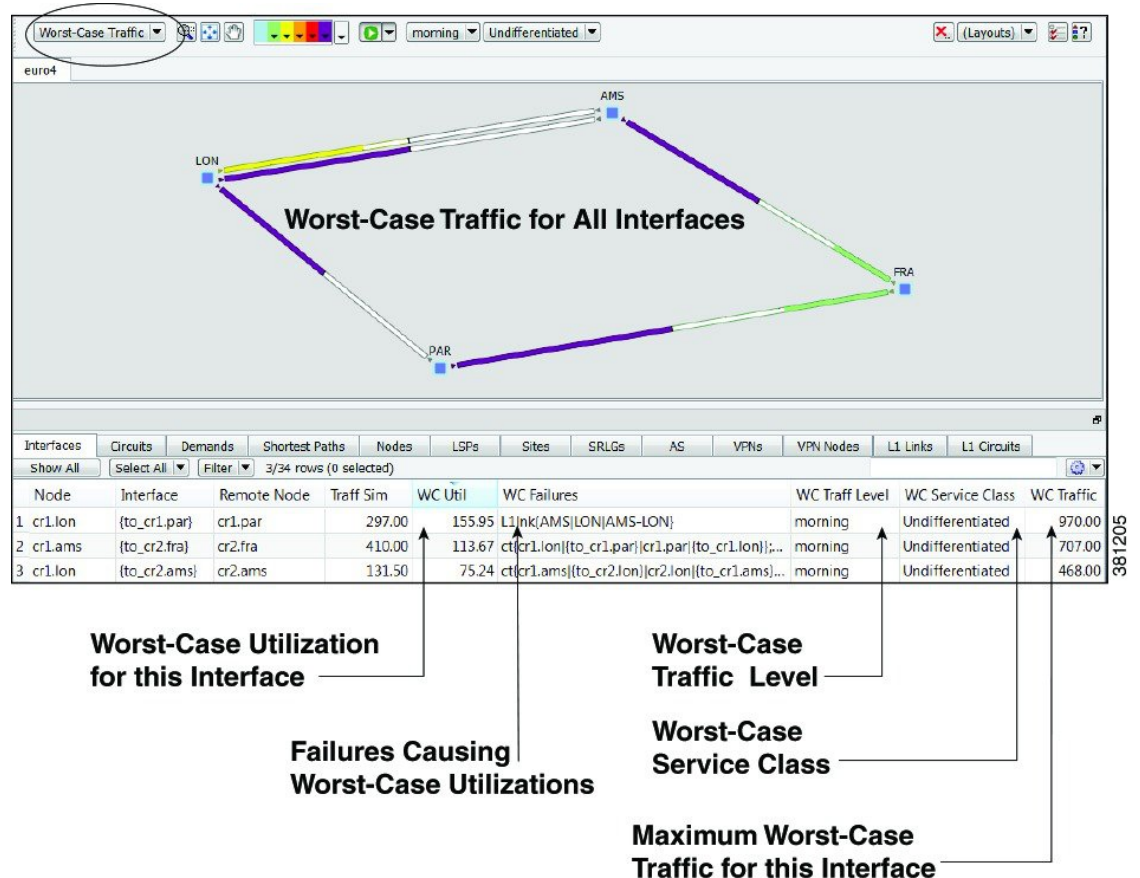 Worst-Case Traffic morning Undifferentiated (Layouts)
euro4
AMS
LON
Worst-Case Traffic for All Interfaces
FRA
PAR
Interfaces Circuits Demands Shortest Paths Nodes LSPs Sites SRLGs AS VPNs VPN Nodes L1 Links L1 Circuits
Show All Select All Filter 3/34 rows (0 selected)
Node Interface Remote Node Traff Sim WC Util WC Failures WC Traff Level WC Service Class WC Traffic
1 cr1.lon {to_cr1.par} cr1.par 297.00 155.95 L1lnk{AMS|LON|AMS-LON} morning Undifferentiated 970.00
2 cr1.ams {to_cr2.fra} cr2.fra 410.00 113.67 ct{cr1.lon|{to_cr1.par}|cr1.par|{to_cr1.lon}};... morning Undifferentiated 707.00
3 cr1.lon {to_cr2.ams} cr2.ams 131.50 75.24 ct{cr1.ams|{to_cr2.lon}|cr2.lon|{to_cr1.ams}... morning Undifferentiated 468.00
381205
Worst-Case Utilization
for this Interface
Worst-Case
Traffic Level
Failures Causing
Worst-Case Utilizations
Worst-Case
Service Class
Maximum Worst-Case
Traffic for this Interface